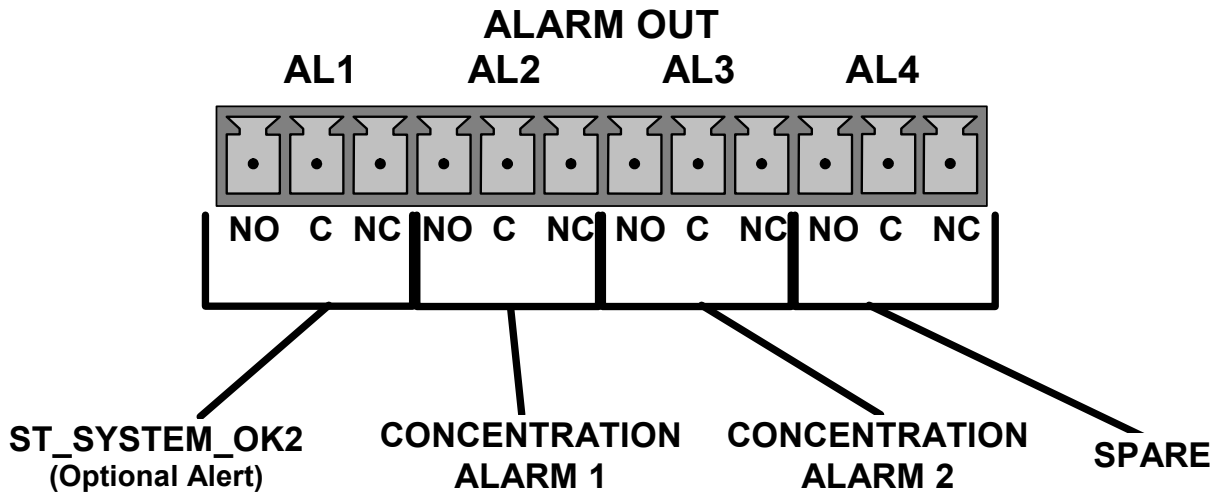 ALARM OUT
AL1 AL2 AL3 AL4
NO C NC NO C NC NO C NC NO C NC
ST_SYSTEM_OK2
(Optional Alert)
CONCENTRATION
ALARM 1
CONCENTRATION
ALARM 2
SPARE